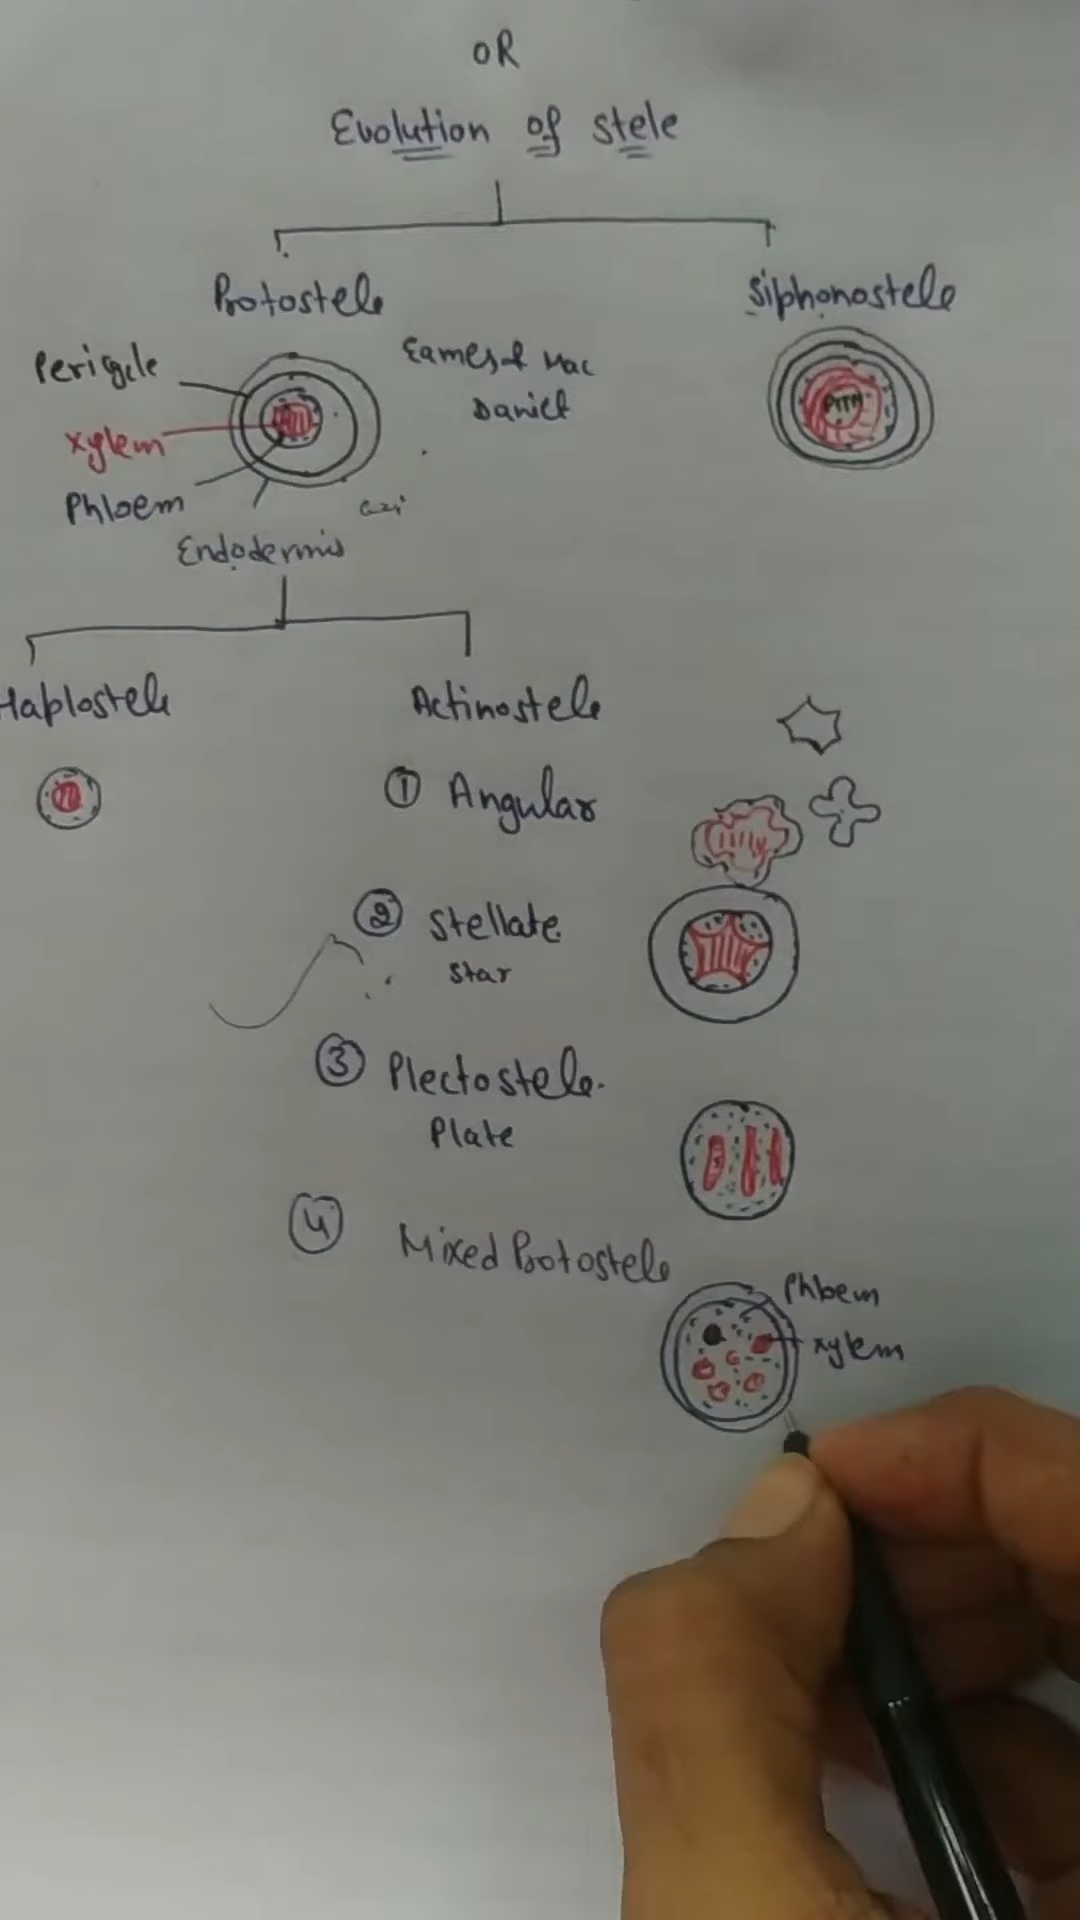 OR
Evolution of stele
Protostele
Siphonostele
Pericycle
Eames & Mac
Daniel
xylem
Pith
Phloem
Endodermis
Haplostele
Actinostele
① Angular
② Stellate
Star
③ Plectostele.
Plate
④ Mixed Protostele
Phloem
xylem